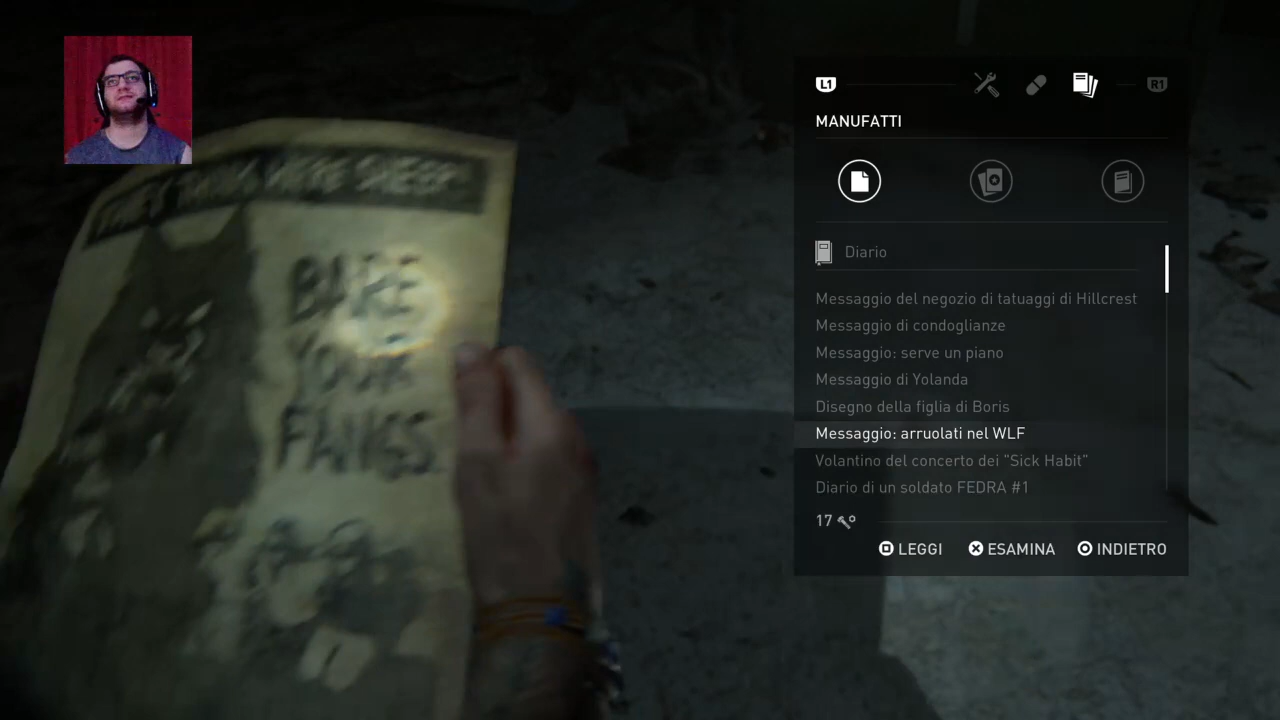 BARE
YOUR
FANGS.
L1
R1
MANUFATTI
Diario
Messaggio del negozio di tatuaggi di Hillcrest
Messaggio di condoglianze
Messaggio: serve un piano
Messaggio di Yolanda
Disegno della figlia di Boris
Messaggio: arruolati nel WLF
Volantino del concerto dei "Sick Habit"
Diario di un soldato FEDRA #1
17
LEGGI ESAMINA INDIETRO